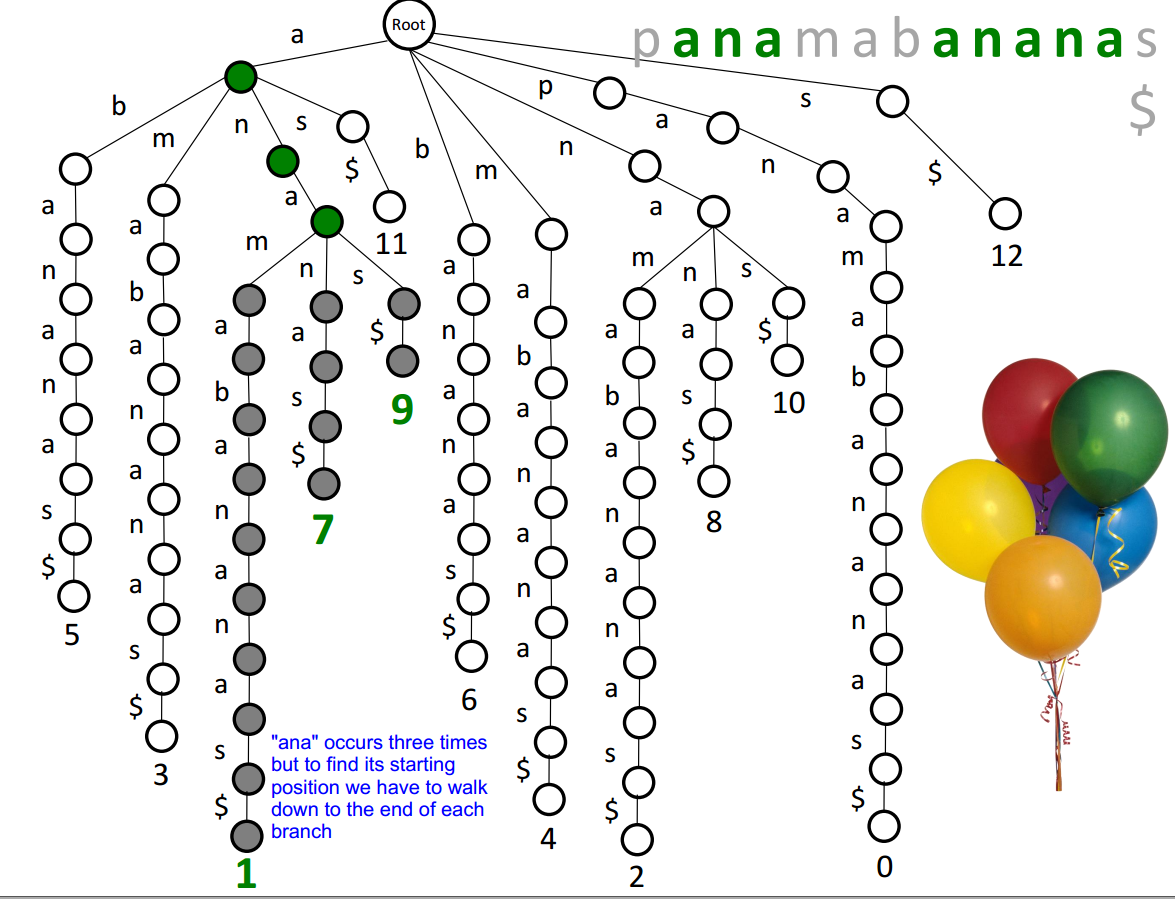 Root
panamabananas
$
a
b
a
n
a
n
a
s
$
5
m
a
b
a
n
a
n
a
s
$
3
n
a
m
a
b
a
n
a
n
a
s
$
1
n
a
s
$
7
s
$
9
s
$
11
"ana" occurs three times
but to find its starting
position we have to walk
down to the end of each
branch
b
a
n
a
n
a
s
$
6
m
a
b
a
n
a
n
a
s
$
4
n
a
m
a
b
a
n
a
n
a
s
$
2
n
a
s
$
8
s
$
10
p
a
n
a
m
a
b
a
n
a
n
a
s
$
0
s
$
12